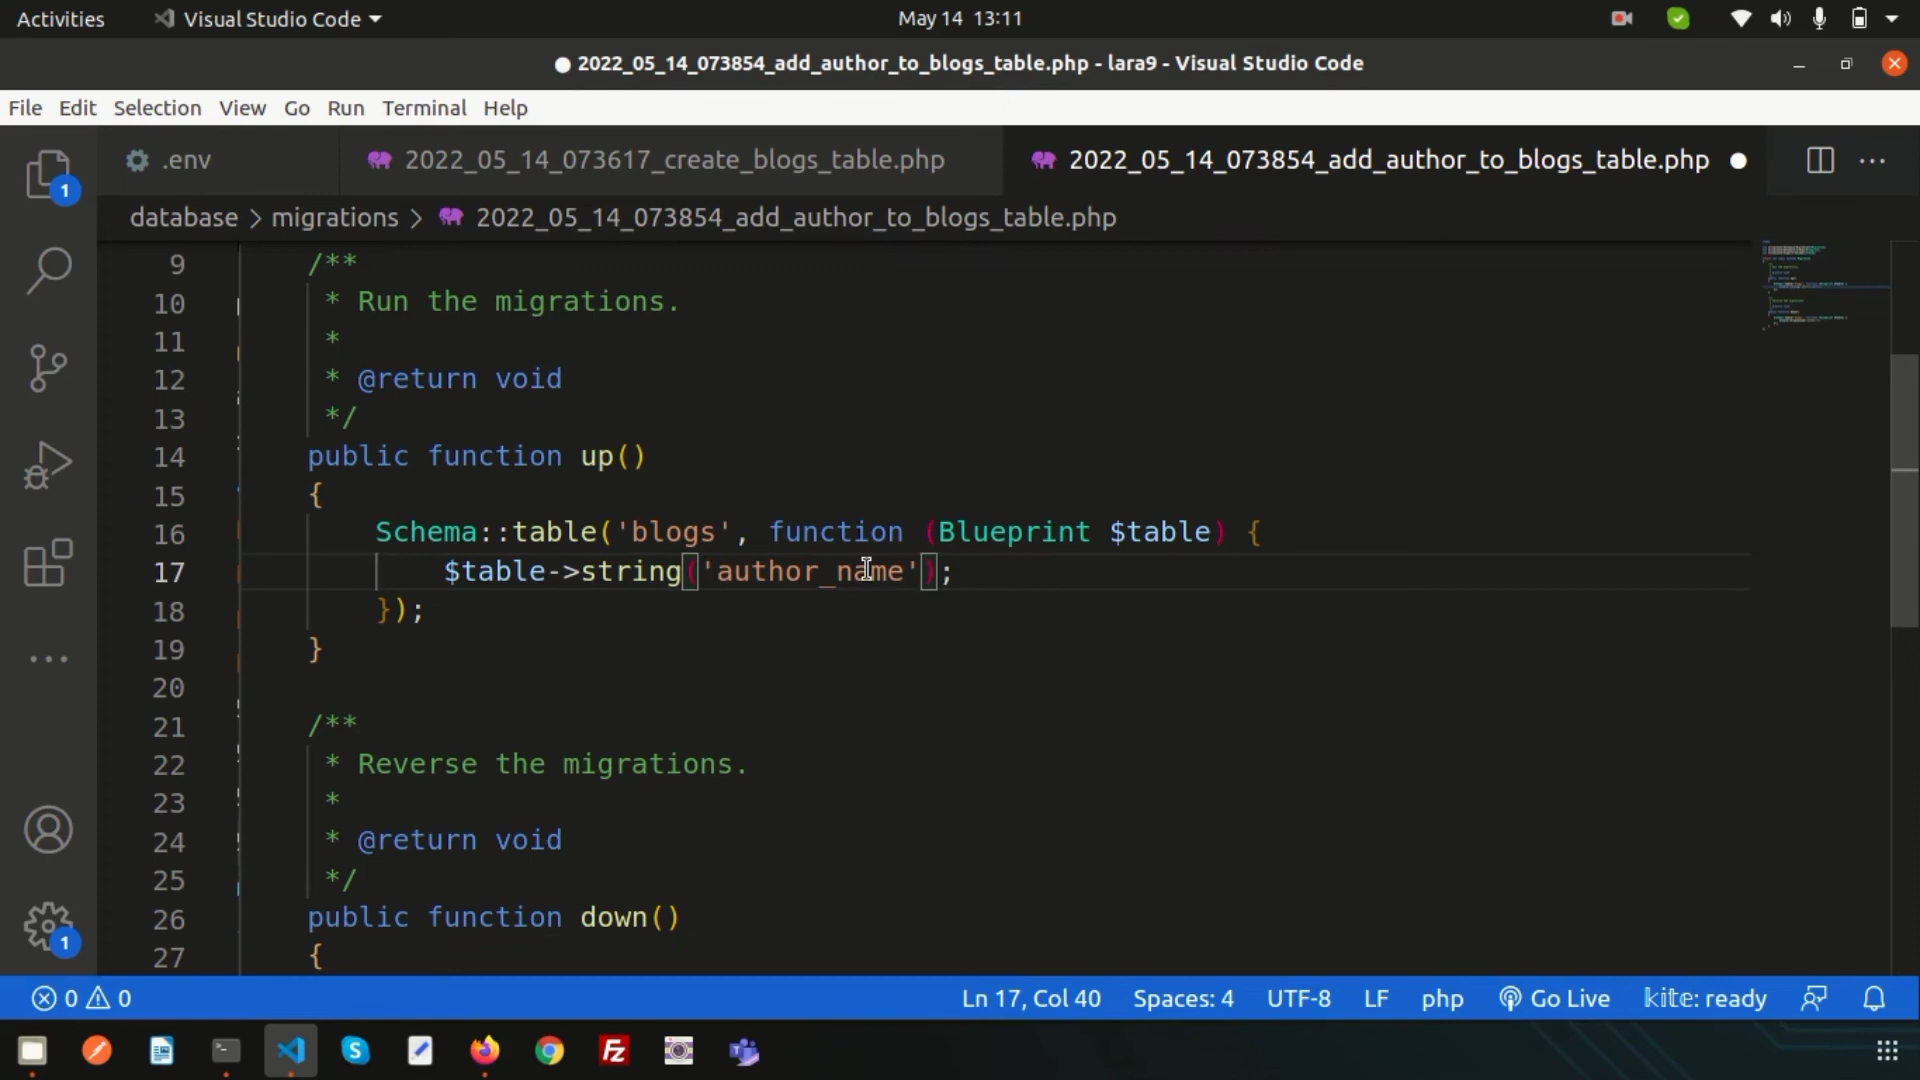 Activities Visual Studio Code May 14 13:11
2022_05_14_073854_add_author_to_blogs_table.php - lara9 - Visual Studio Code
File Edit Selection View Go Run Terminal Help
.env 2022_05_14_073617_create_blogs_table.php 2022_05_14_073854_add_author_to_blogs_table.php
1
database > migrations > 2022_05_14_073854_add_author_to_blogs_table.php
9 /**
10 * Run the migrations.
11 *
12 * @return void
13 */
14 public function up()
15 {
16 Schema::table('blogs', function (Blueprint $table) {
17 $table->string('author_name');
18 });
19 }
20
21 /**
22 * Reverse the migrations.
23 *
24 * @return void
25 */
26 public function down()
27 {
1
0 0 Ln 17, Col 40 Spaces: 4 UTF-8 LF php Go Live kite: ready